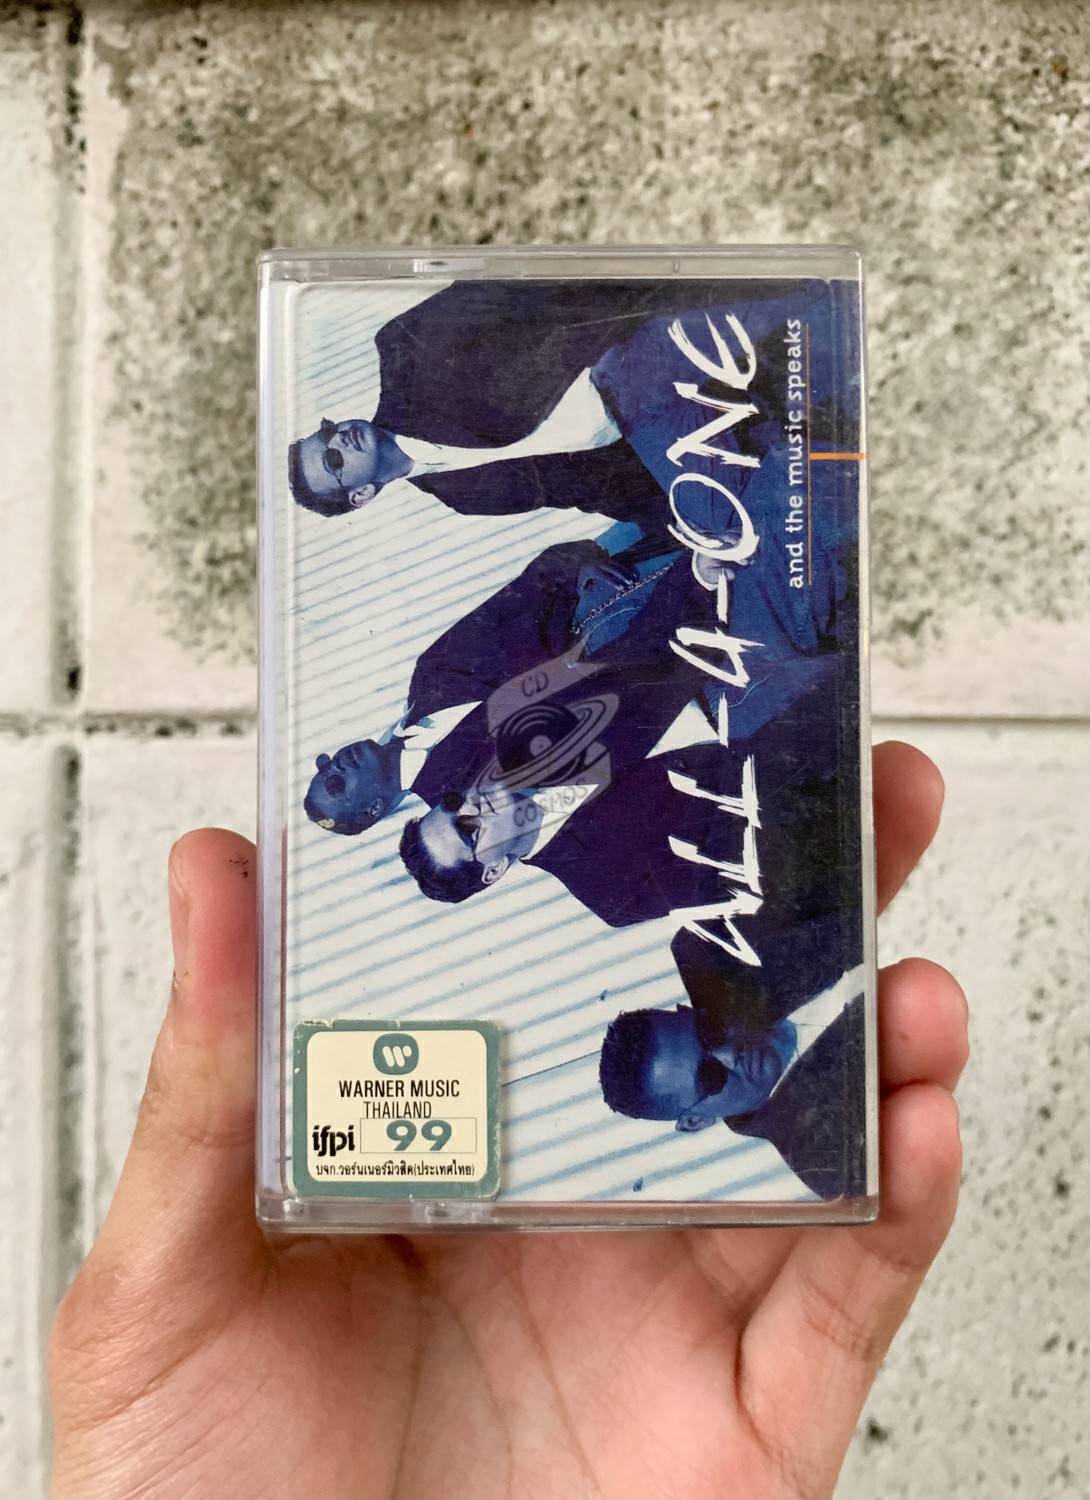 ALL-4-ONE
and the music speaks
CD
COSMOS
WARNER MUSIC
THAILAND
ifpi 99
บจก.วอร์นเนอร์มิวสิค(ประเทศไทย)